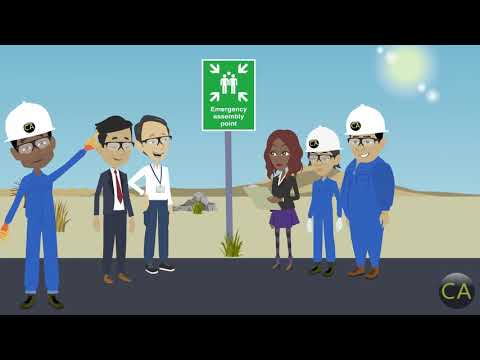 Emergency
assembly
point
CA